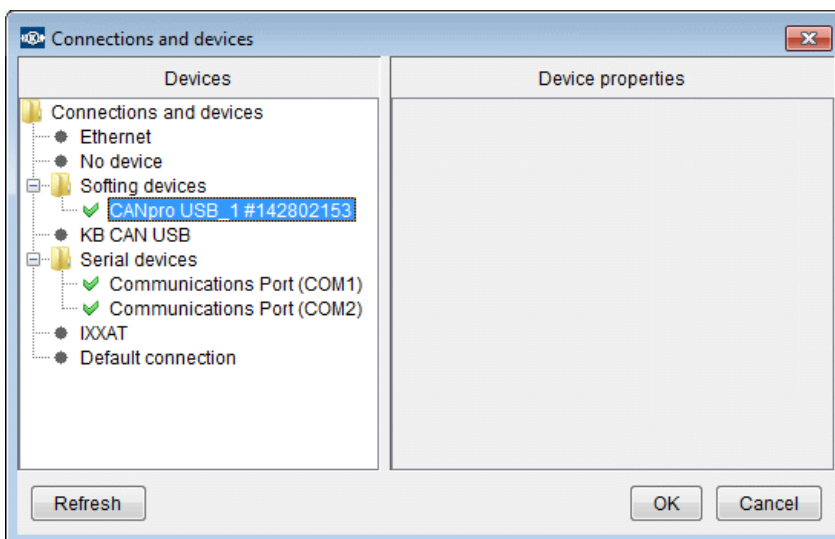 Connections and devices
Devices
Device properties
Connections and devices
Ethernet
No device
Softing devices
CANpro USB_1 #142802153
KB CAN USB
Serial devices
Communications Port (COM1)
Communications Port (COM2)
IXXAT
Default connection
Refresh
OK
Cancel